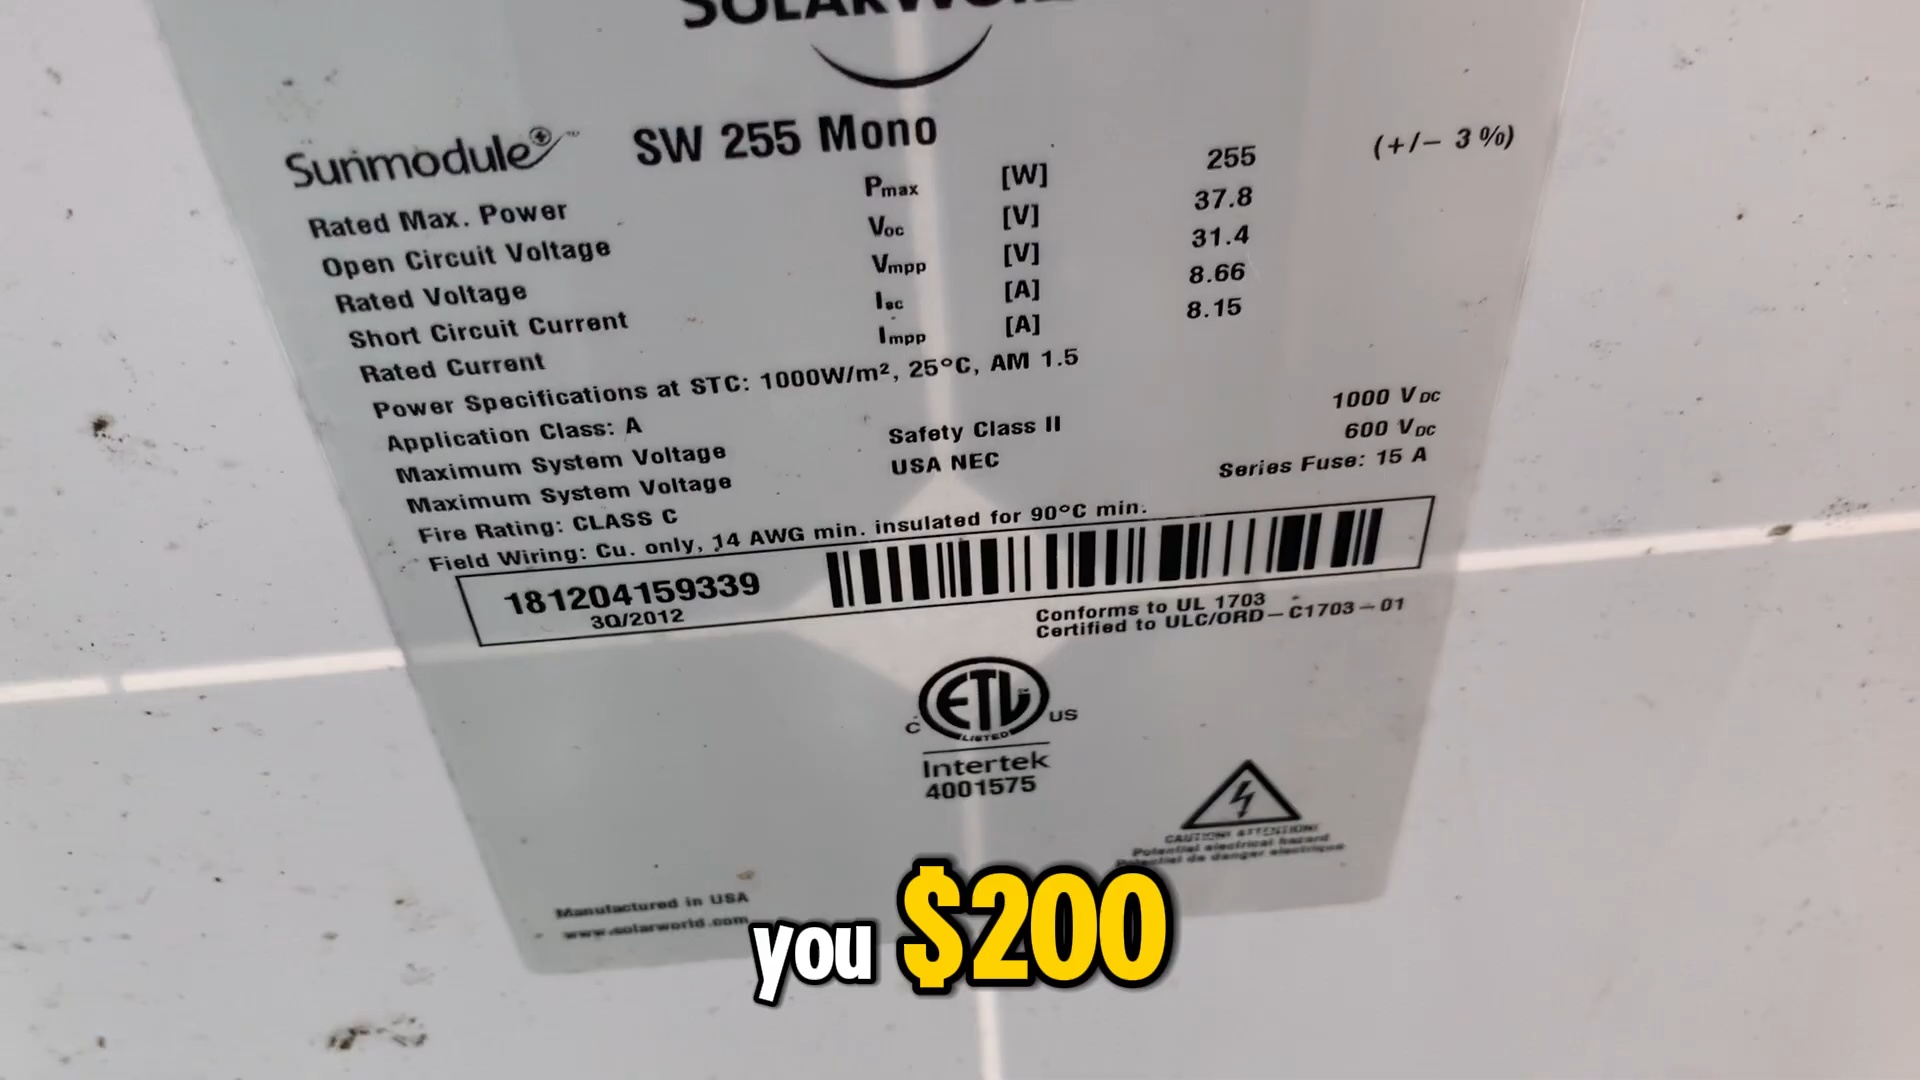 SOLARWORLD
Sunmodule™ SW 255 Mono
Rated Max. Power Pmax [W] 255 (+/− 3 %)
Open Circuit Voltage Voc [V] 37.8
Rated Voltage Vmpp [V] 31.4
Short Circuit Current Isc [A] 8.66
Rated Current Impp [A] 8.15
Power Specifications at STC: 1000W/m², 25°C, AM 1.5
Application Class: A
Maximum System Voltage Safety Class II 1000 VDC
Maximum System Voltage USA NEC 600 VDC
Fire Rating: CLASS C Series Fuse: 15 A
Field Wiring: Cu. only, 14 AWG min. insulated for 90°C min.
181204159339
3Q/2012
Conforms to UL 1703
Certified to ULC/ORD−C1703−01
ETL
C US
LISTED
Intertek
4001575
CAUTION! ATTENTION!
Potential electrical hazard
Potentiel de danger electrique
Manufactured in USA
www.solarworld.com
you $200